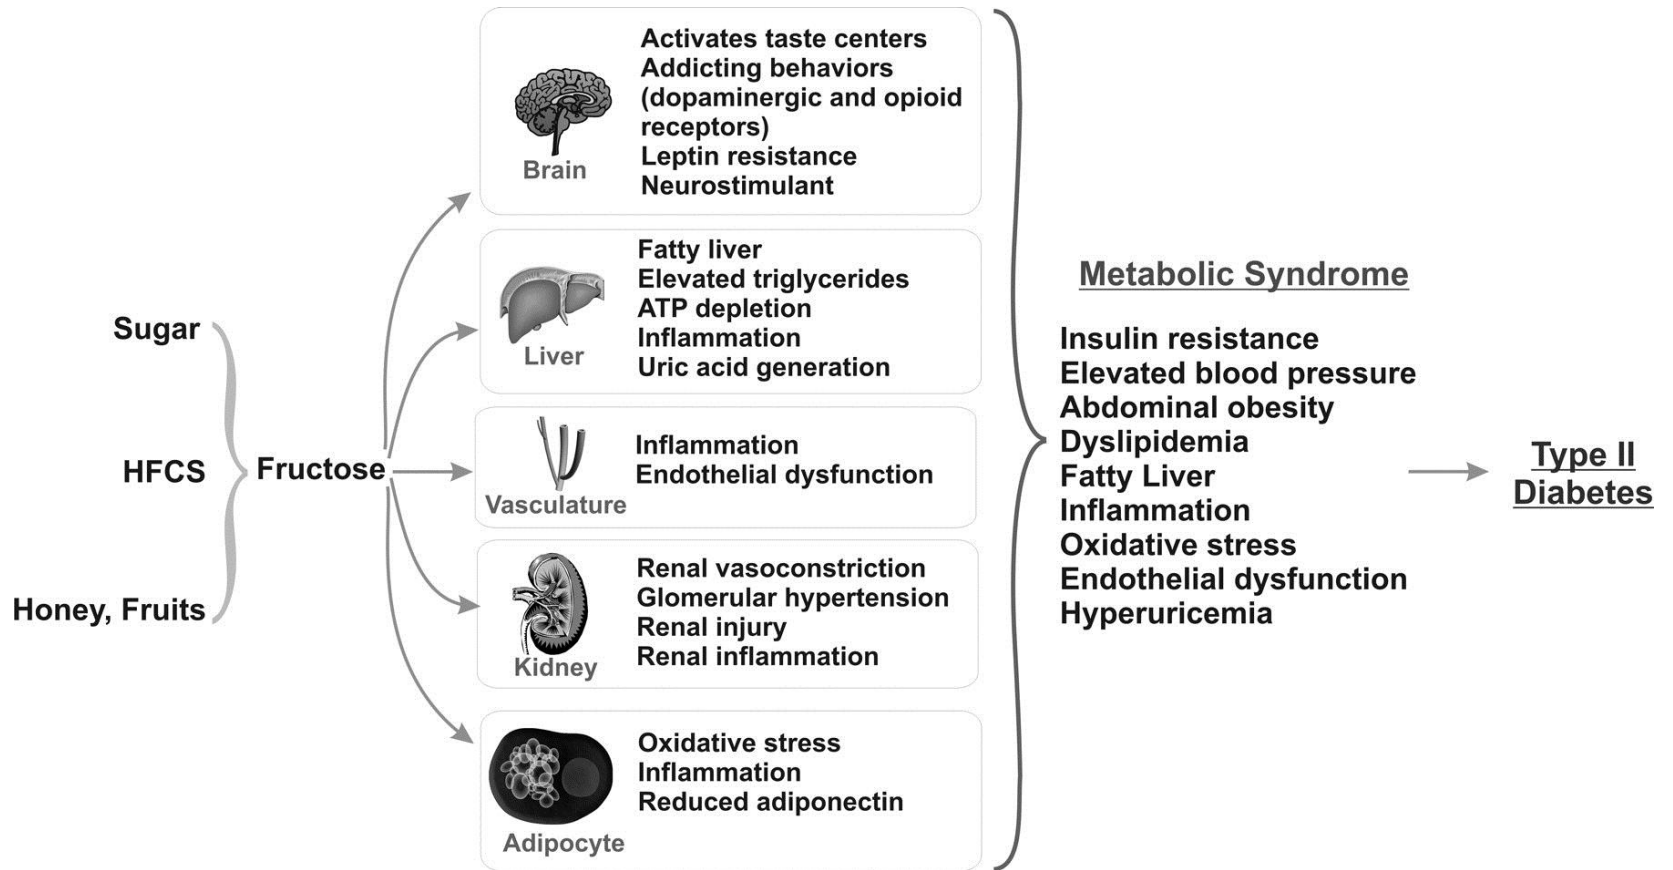 Sugar
HFCS
Honey, Fruits
Fructose
Brain
Activates taste centers
Addicting behaviors
(dopaminergic and opioid
receptors)
Leptin resistance
Neurostimulant
Liver
Fatty liver
Elevated triglycerides
ATP depletion
Inflammation
Uric acid generation
Vasculature
Inflammation
Endothelial dysfunction
Kidney
Renal vasoconstriction
Glomerular hypertension
Renal injury
Renal inflammation
Adipocyte
Oxidative stress
Inflammation
Reduced adiponectin
Metabolic Syndrome
Insulin resistance
Elevated blood pressure
Abdominal obesity
Dyslipidemia
Fatty Liver
Inflammation
Oxidative stress
Endothelial dysfunction
Hyperuricemia
Type II
Diabetes